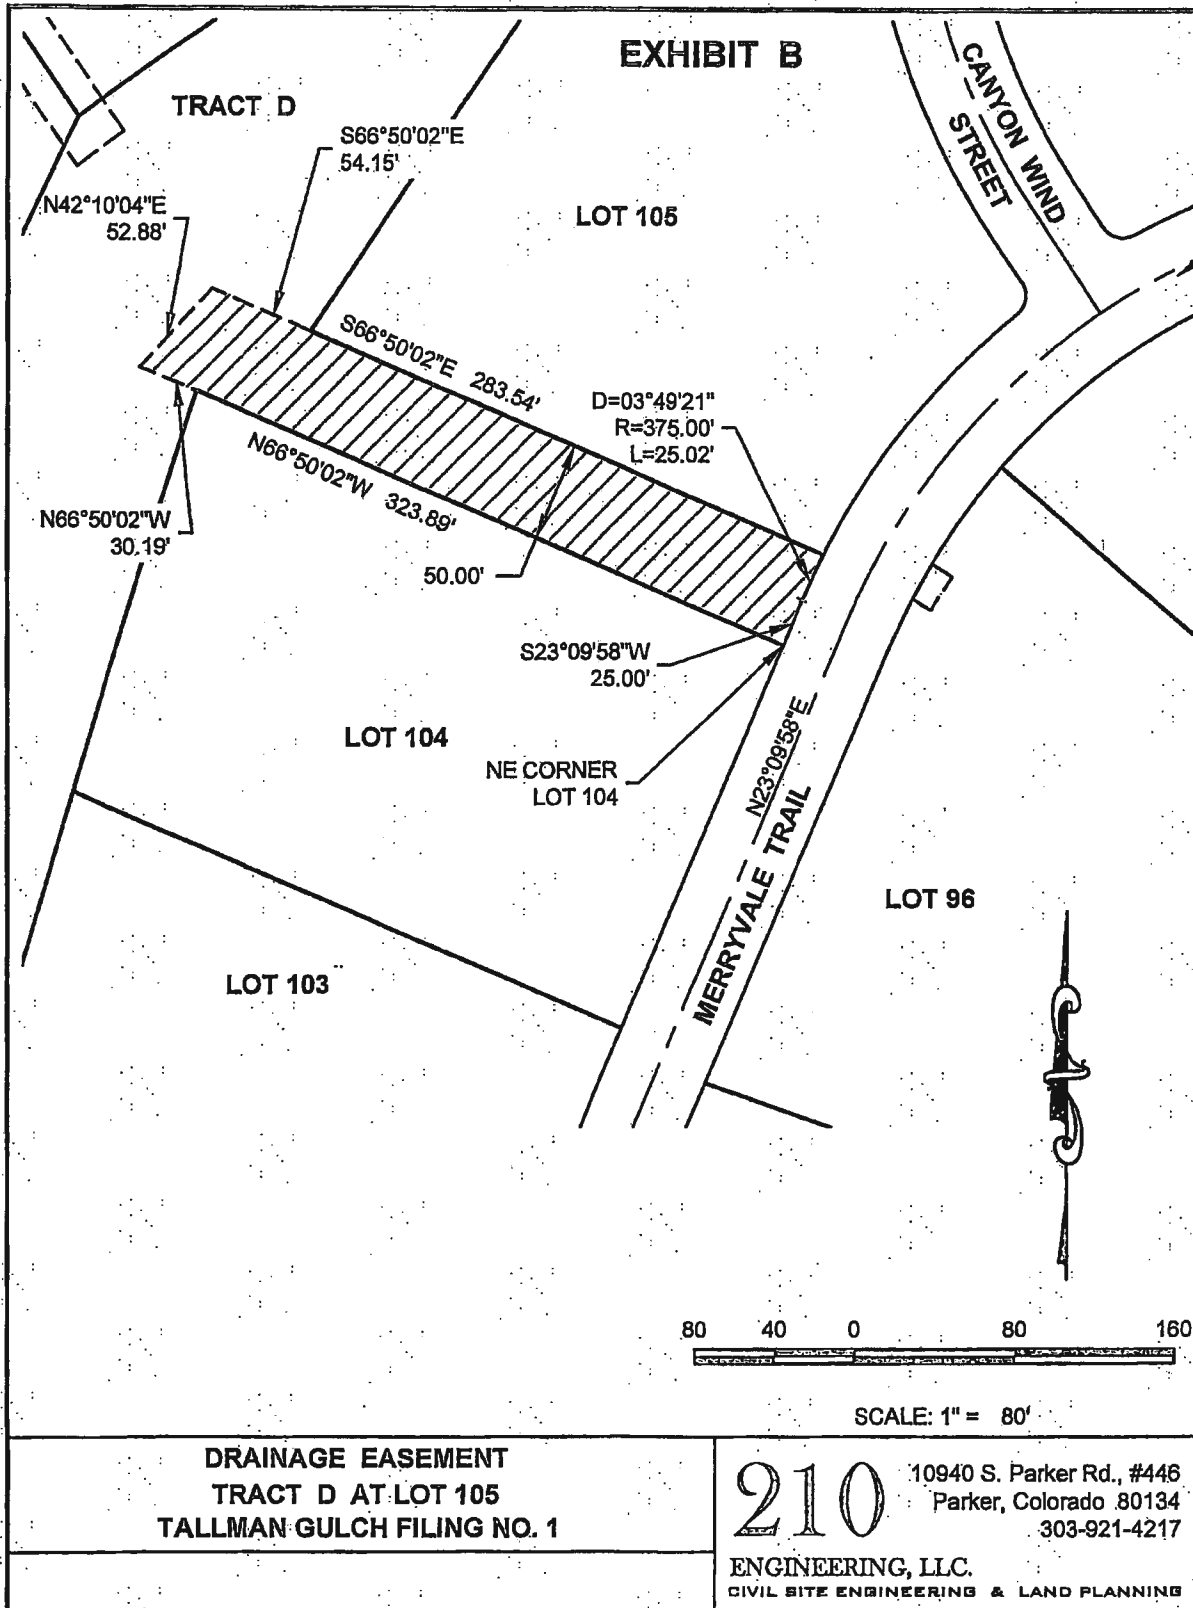 EXHIBIT B
TRACT D
S66°50'02"E
54.15'
N42°10'04"E
52.88'
LOT 105
CANYON WIND
STREET
S66°50'02"E 283.54'
D=03°49'21"
R=375.00'
L=25.02'
N66°50'02"W 323.89'
N66°50'02"W
30.19'
50.00'
S23°09'58"W
25.00'
LOT 104
NE CORNER
LOT 104
N23°09'58"E
MERRYVALE TRAIL
LOT 96
LOT 103
80 40 0 80 160
SCALE: 1" = 80'
DRAINAGE EASEMENT
TRACT D AT LOT 105
TALLMAN GULCH FILING NO. 1
210
10940 S. Parker Rd., #446
Parker, Colorado 80134
303-921-4217
ENGINEERING, LLC.
CIVIL SITE ENGINEERING & LAND PLANNING